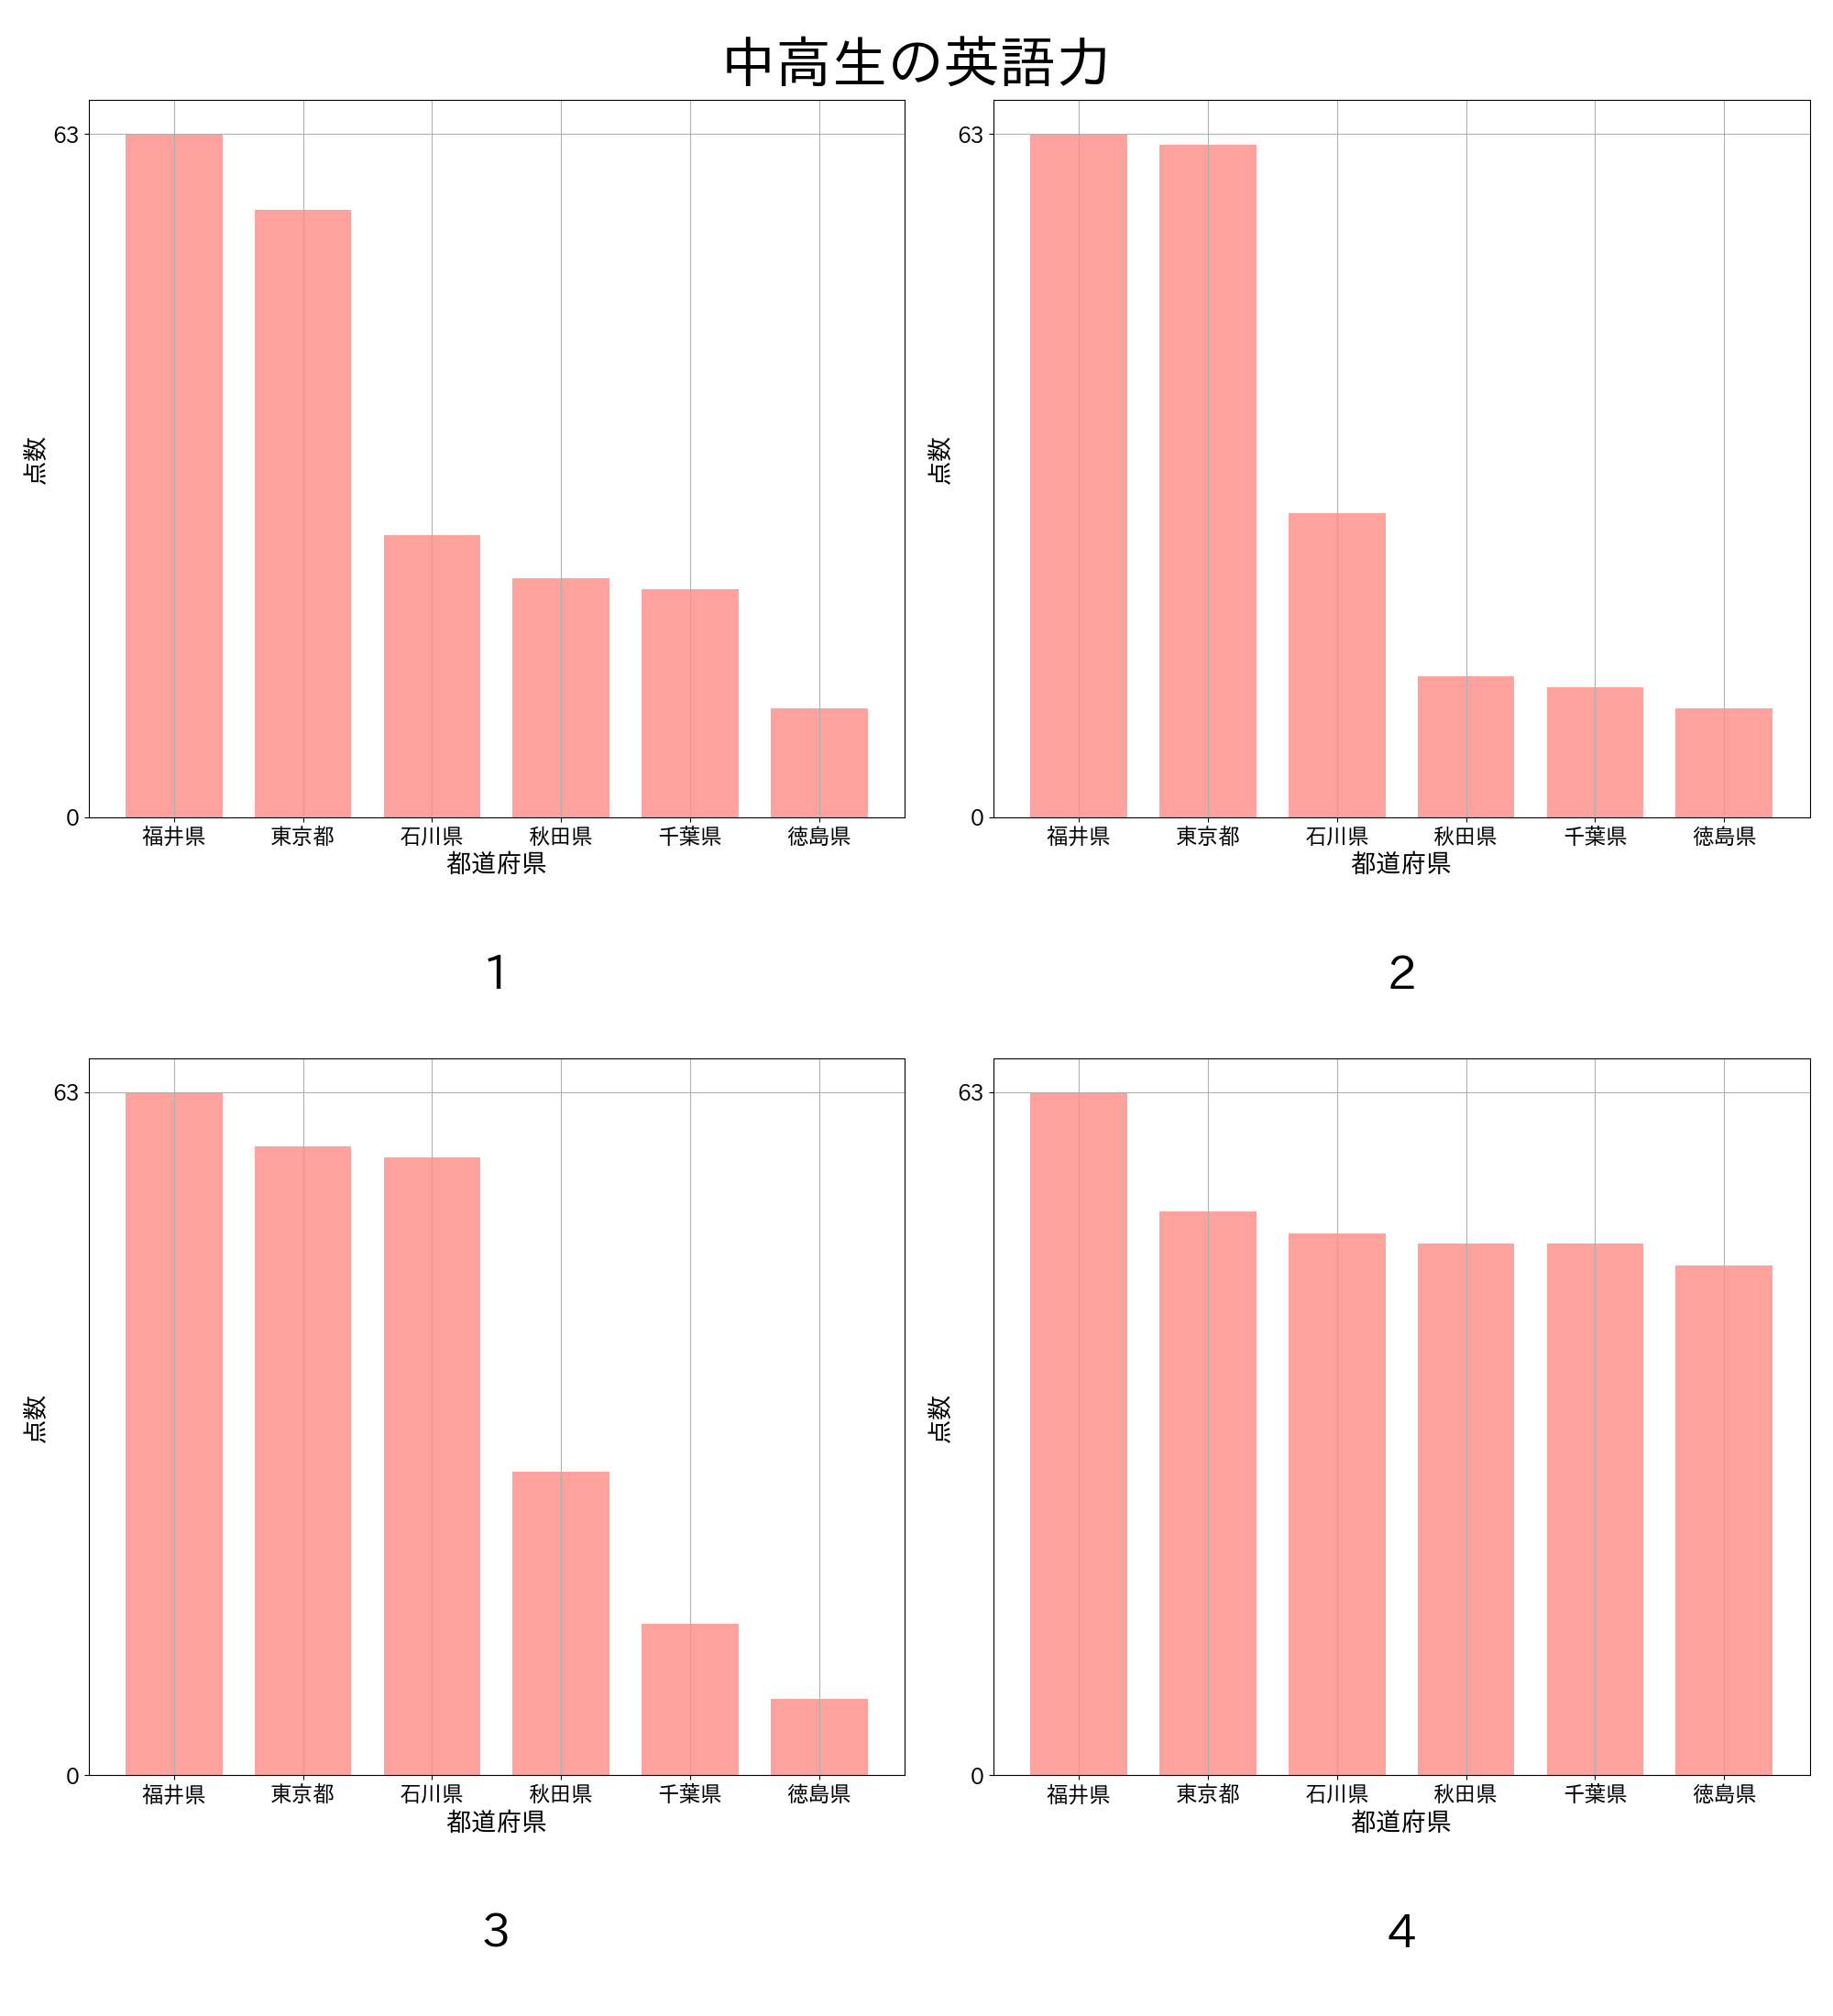 中高生の英語力
63
0
点数
福井県 東京都 石川県 秋田県 千葉県 徳島県
都道府県
1
63
0
点数
福井県 東京都 石川県 秋田県 千葉県 徳島県
都道府県
2
63
0
点数
福井県 東京都 石川県 秋田県 千葉県 徳島県
都道府県
3
63
0
点数
福井県 東京都 石川県 秋田県 千葉県 徳島県
都道府県
4